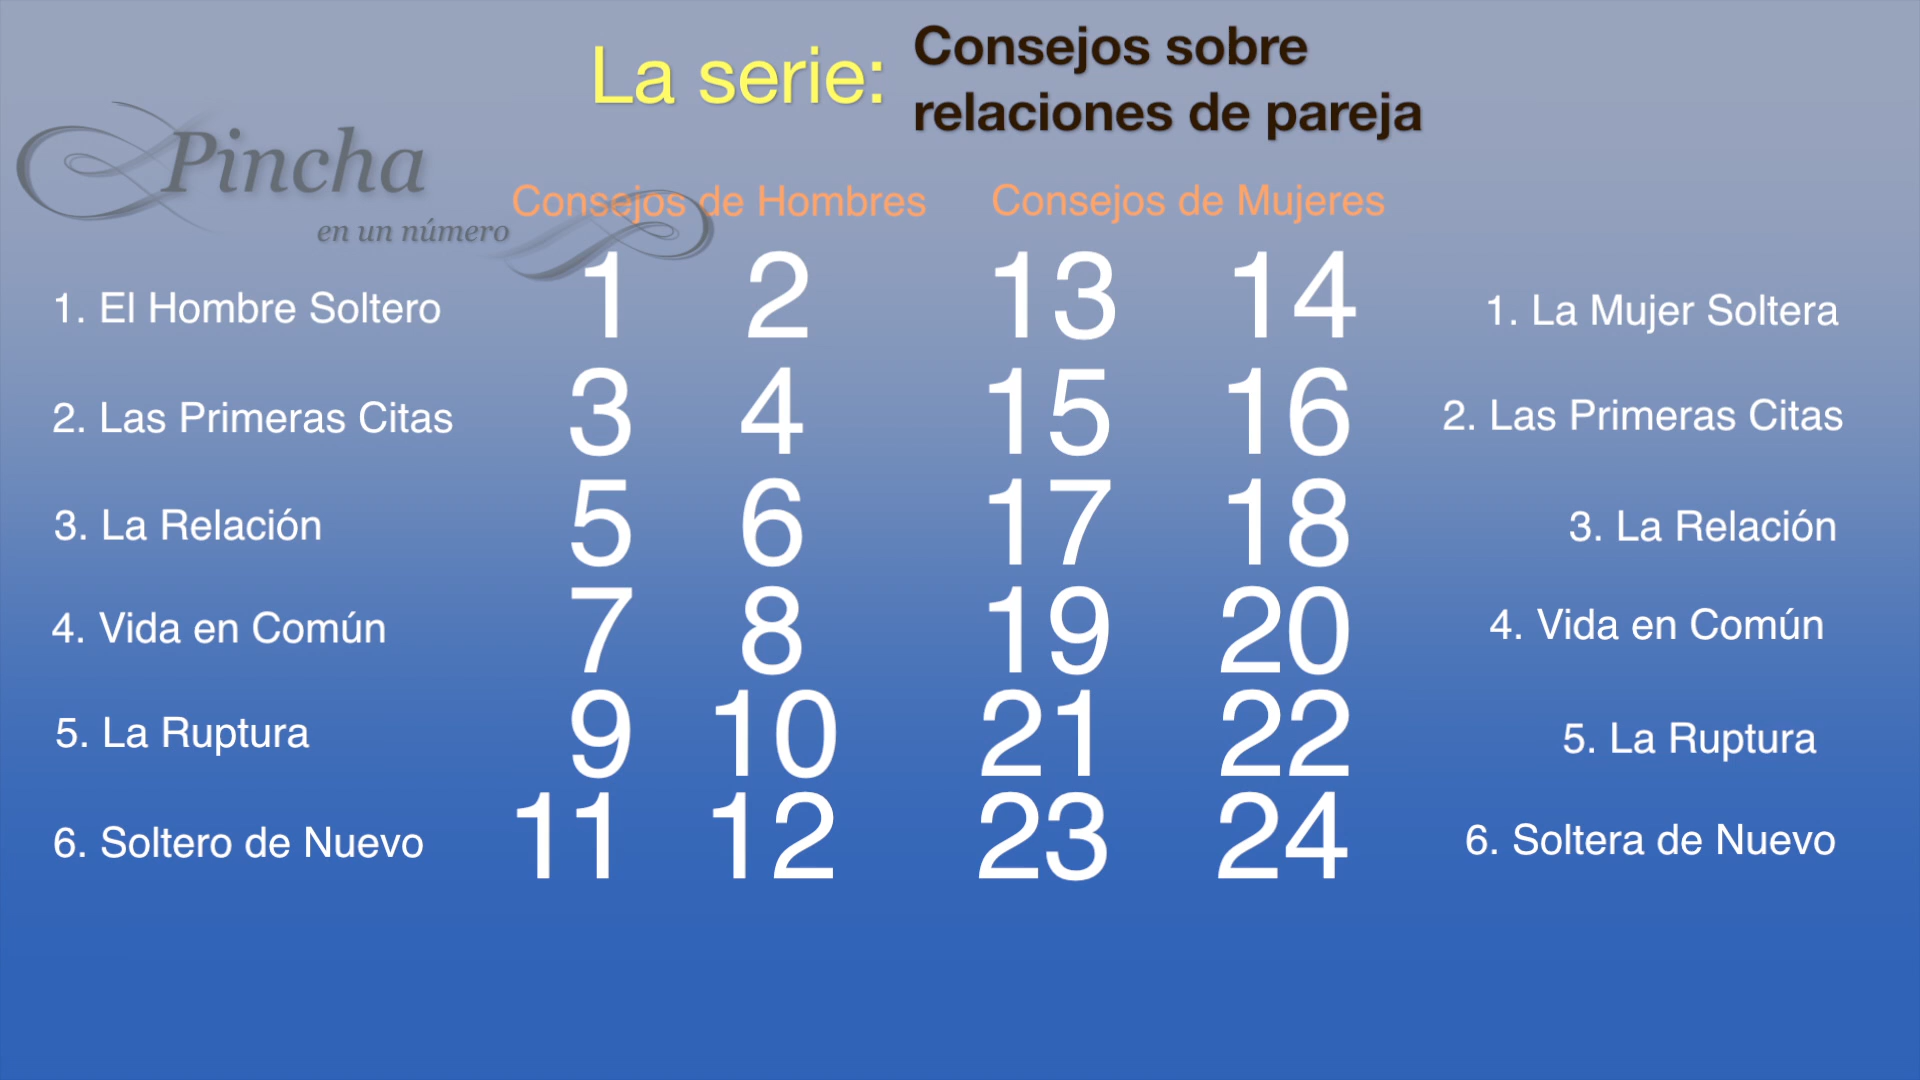 La serie:
Consejos sobre
relaciones de pareja
Pincha
en un número
Consejos de Hombres
Consejos de Mujeres
1. El Hombre Soltero 1 2 13 14 1. La Mujer Soltera
2. Las Primeras Citas 3 4 15 16 2. Las Primeras Citas
3. La Relación 5 6 17 18 3. La Relación
4. Vida en Común 7 8 19 20 4. Vida en Común
5. La Ruptura 9 10 21 22 5. La Ruptura
6. Soltero de Nuevo 11 12 23 24 6. Soltera de Nuevo